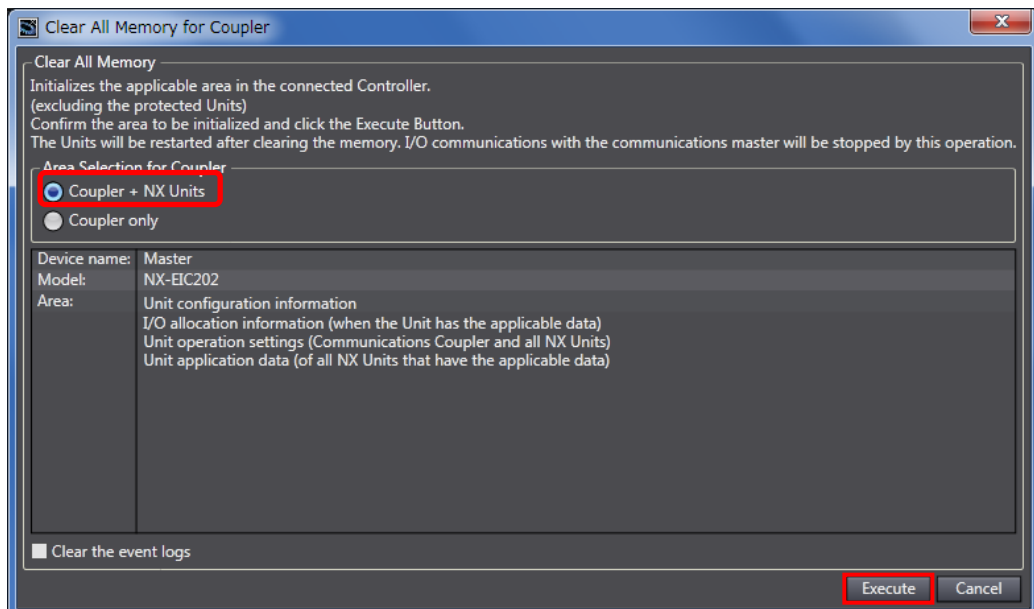 Clear All Memory for Coupler
Clear All Memory
Initializes the applicable area in the connected Controller.
(excluding the protected Units)
Confirm the area to be initialized and click the Execute Button.
The Units will be restarted after clearing the memory. I/O communications with the communications master will be stopped by this operation.
Area Selection for Coupler
Coupler + NX Units
Coupler only
Device name: Master
Model: NX-EIC202
Area: Unit configuration information
I/O allocation information (when the Unit has the applicable data)
Unit operation settings (Communications Coupler and all NX Units)
Unit application data (of all NX Units that have the applicable data)
Clear the event logs
Execute Cancel